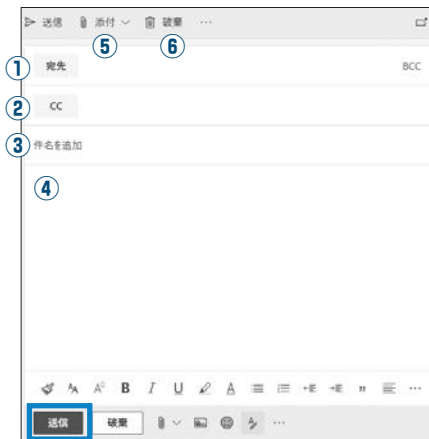 送信 添付 破棄 ...
⑤ ⑥
① 宛先 BCC
② CC
③ 件名を追加
④
B I U A
送信 破棄 ...